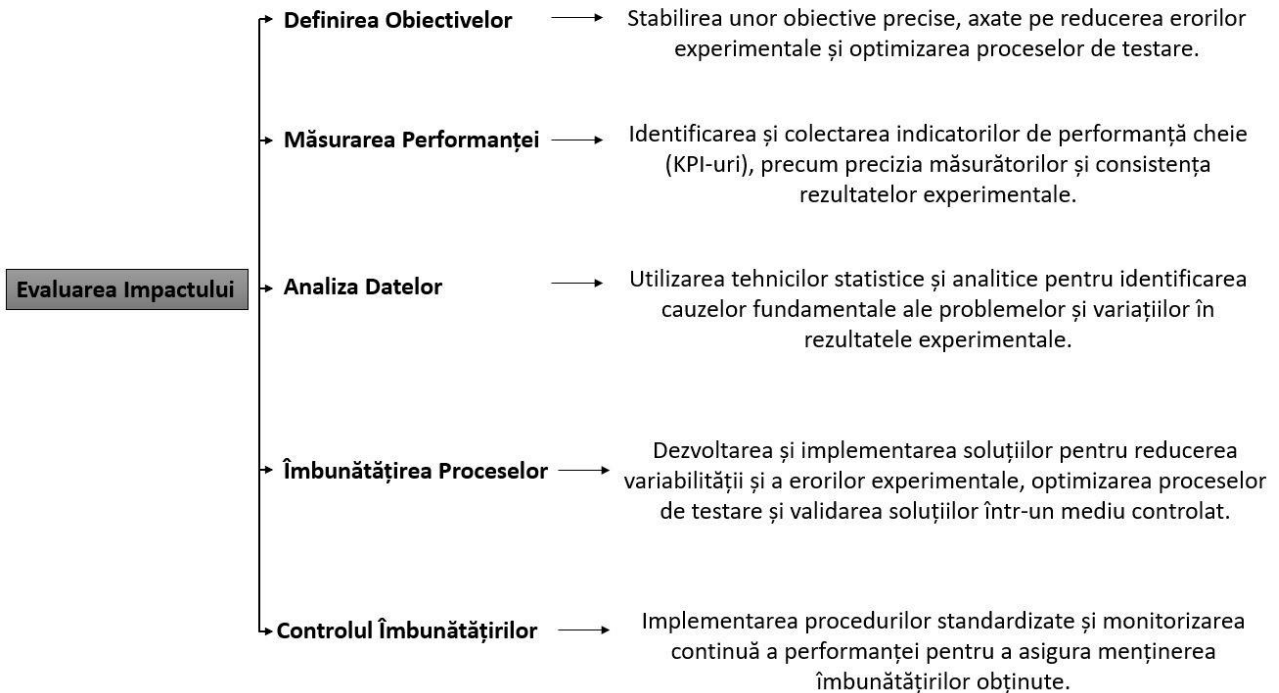 Definirea Obiectivelor
Stabilirea unor obiective precise, axate pe reducerea erorilor
experimentale și optimizarea proceselor de testare.
Măsurarea Performanței
Identificarea și colectarea indicatorilor de performanță cheie
(KPI-uri), precum precizia măsurătorilor și consistența
rezultatelor experimentale.
Evaluarea Impactului
Analiza Datelor
Utilizarea tehnicilor statistice și analitice pentru identificarea
cauzelor fundamentale ale problemelor și variațiilor în
rezultatele experimentale.
Îmbunătățirea Proceselor
Dezvoltarea și implementarea soluțiilor pentru reducerea
variabilității și a erorilor experimentale, optimizarea proceselor
de testare și validarea soluțiilor într-un mediu controlat.
Controlul Îmbunătățirilor
Implementarea procedurilor standardizate și monitorizarea
continuă a performanței pentru a asigura menținerea
îmbunătățirilor obținute.